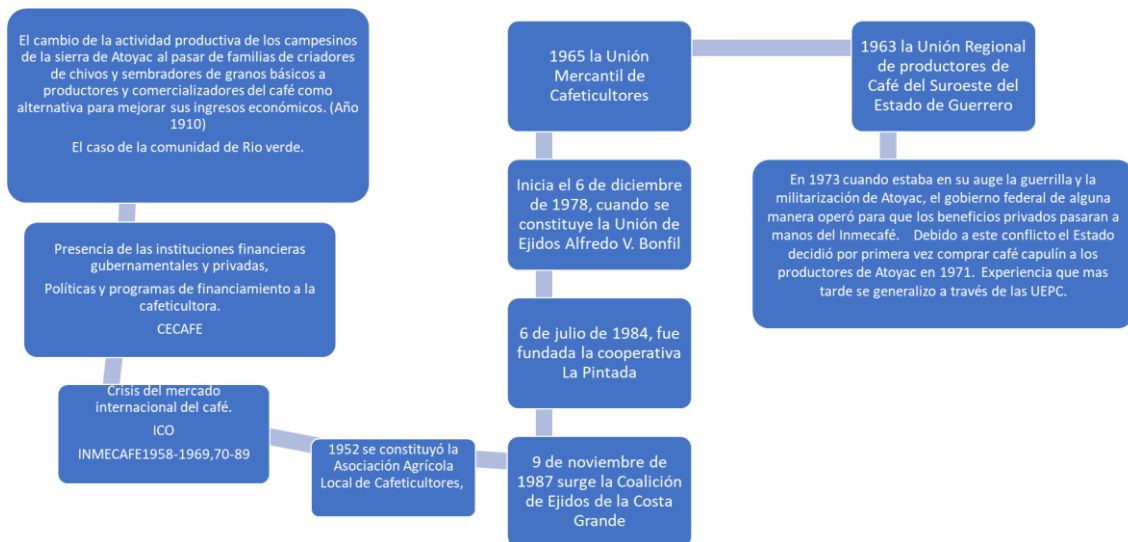 El cambio de la actividad productiva de los campesinos
de la sierra de Atoyac al pasar de familias de criadores
de chivos y sembradores de granos básicos a
productores y comercializadores del café como
alternativa para mejorar sus ingresos económicos. (Año
1910)
El caso de la comunidad de Rio verde.
Presencia de las instituciones financieras
gubernamentales y privadas,
Políticas y programas de financiamiento a la
cafeticultora.
CECAFE
Crisis del mercado
internacional del café.
ICO
INMECAFE1958-1969,70-89
1952 se constituyó la
Asociación Agrícola
Local de Cafeticultores,
9 de noviembre de
1987 surge la Coalición
de Ejidos de la Costa
Grande
6 de julio de 1984, fue
fundada la cooperativa
La Pintada
Inicia el 6 de diciembre
de 1978, cuando se
constituye la Unión de
Ejidos Alfredo V. Bonfil
1965 la Unión
Mercantil de
Cafeticultores
1963 la Unión Regional
de productores de
Café del Suroeste del
Estado de Guerrero
En 1973 cuando estaba en su auge la guerrilla y la
militarización de Atoyac, el gobierno federal de alguna
manera operó para que los beneficios privados pasaran a
manos del Inmecafé. Debido a este conflicto el Estado
decidió por primera vez comprar café capulín a los
productores de Atoyac en 1971. Experiencia que mas
tarde se generalizo a través de las UEPC.